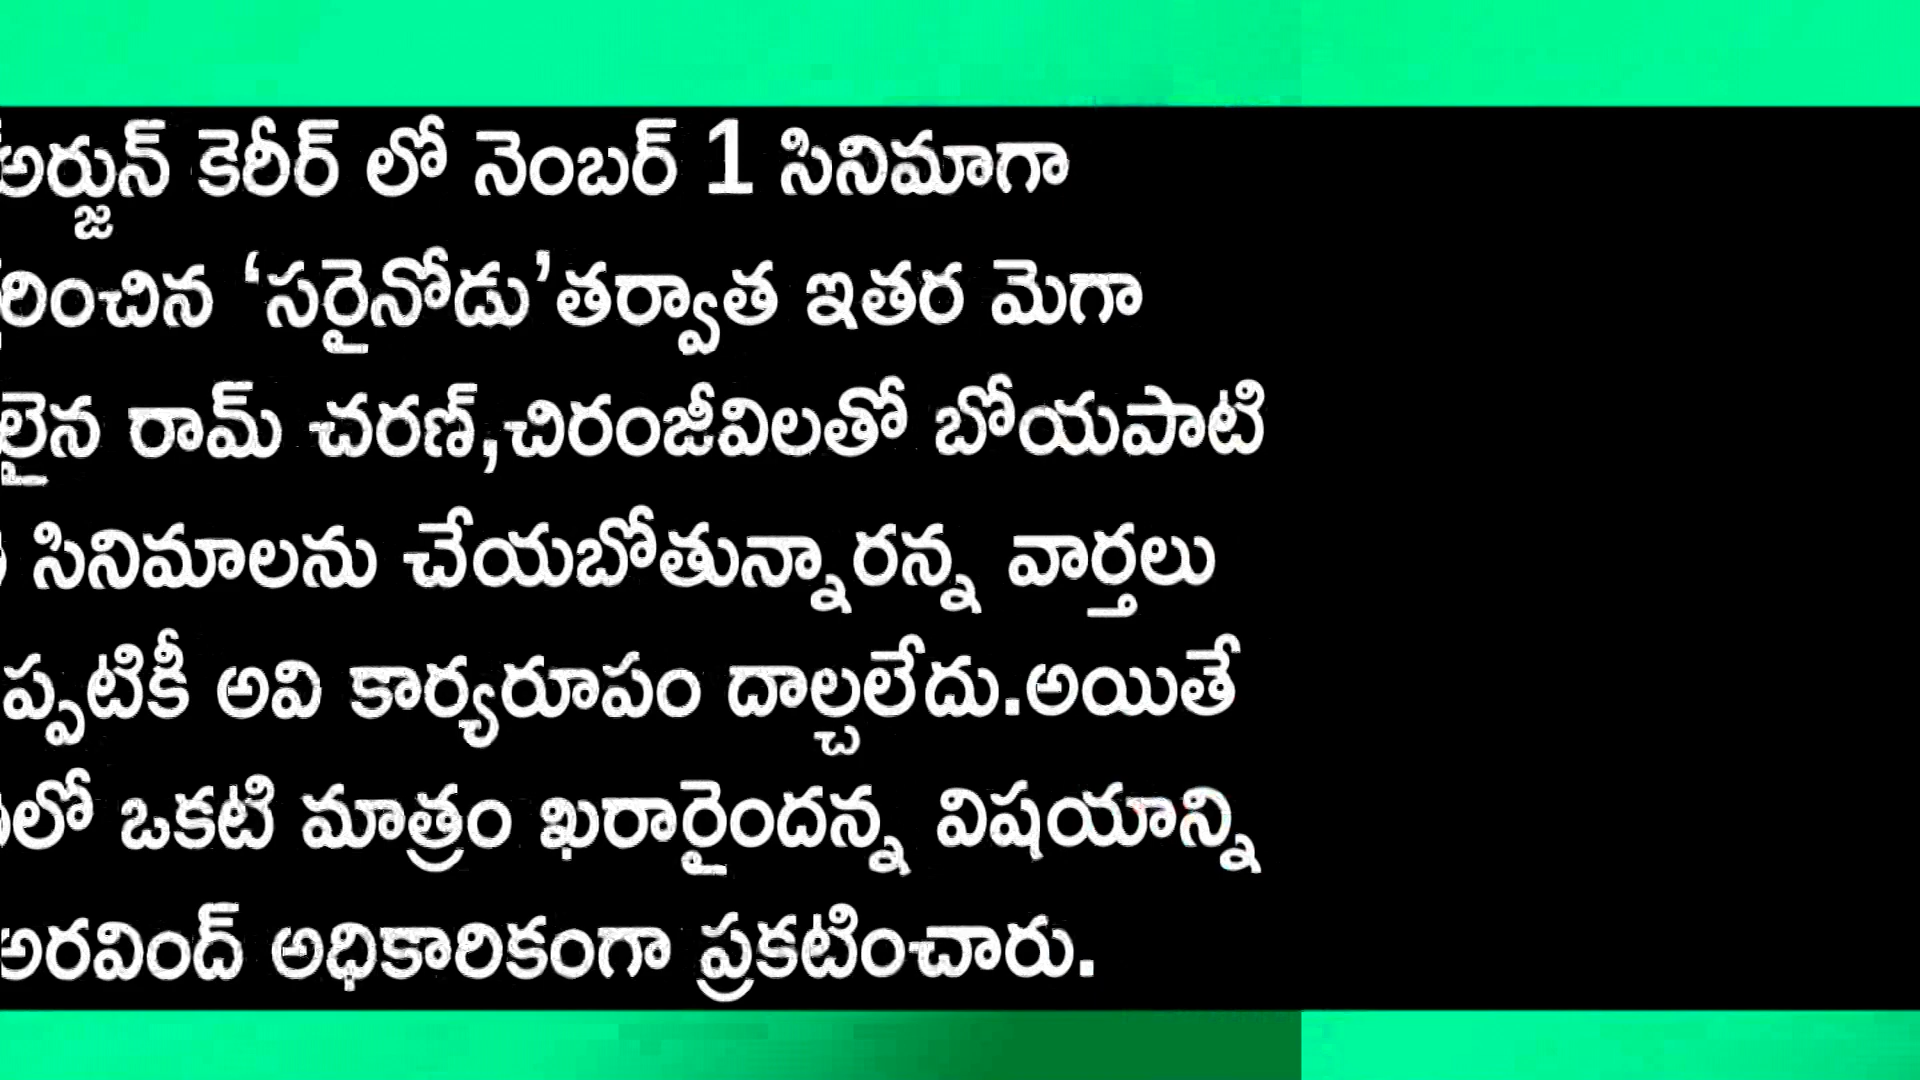 అర్జున్ కెరీర్ లో నెంబర్ 1 సినిమాగా
రించిన ‘సరైనోడు’తర్వాత ఇతర మెగా
లైన రామ్ చరణ్,చిరంజీవిలతో బోయపాటి
సినిమాలను చేయబోతున్నారన్న వార్తలు
ప్పటికీ అవి కార్యరూపం దాల్చలేదు.అయితే
లో ఒకటి మాత్రం ఖరారైందన్న విషయాన్ని
అరవింద్ అధికారికంగా ప్రకటించారు.